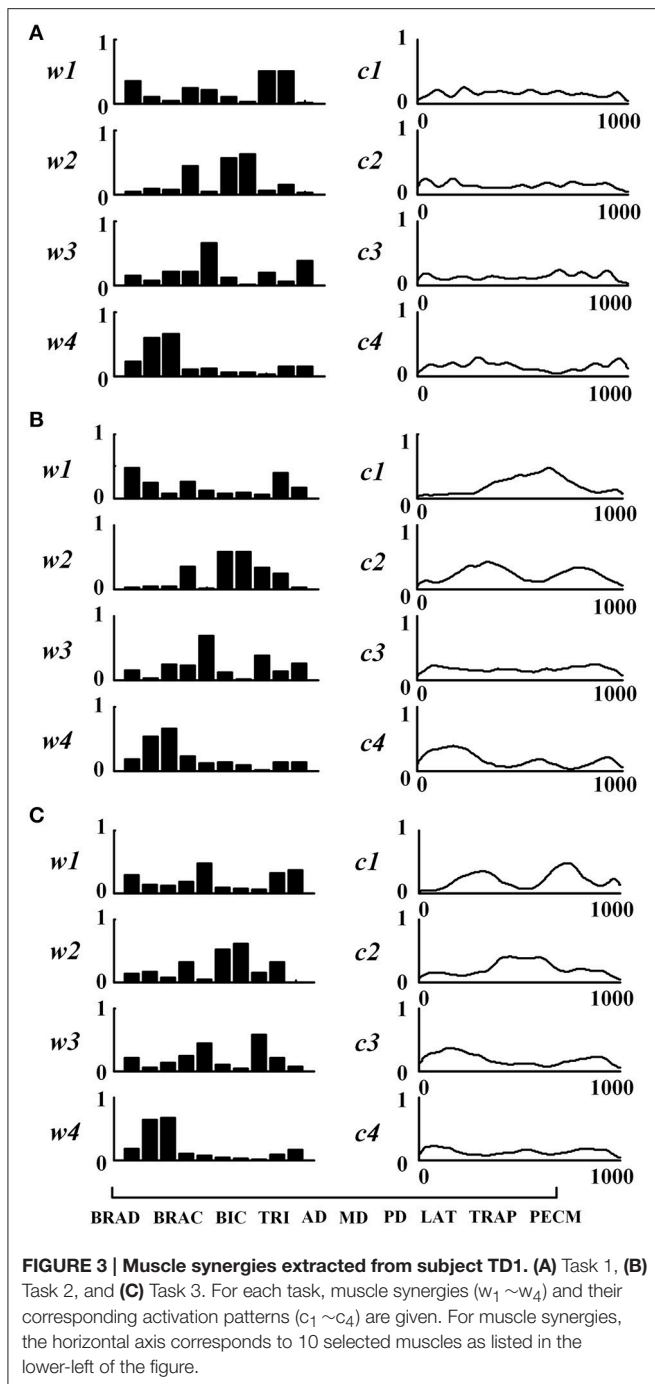 A
w1 1 0 c1 1 0 0 1000
w2 1 0 c2 1 0 0 1000
w3 1 0 c3 1 0 0 1000
w4 1 0 c4 1 0 0 1000
B
w1 1 0 c1 1 0 0 1000
w2 1 0 c2 1 0 0 1000
w3 1 0 c3 1 0 0 1000
w4 1 0 c4 1 0 0 1000
C
w1 1 0 c1 1 0 0 1000
w2 1 0 c2 1 0 0 1000
w3 1 0 c3 1 0 0 1000
w4 1 0 c4 1 0 0 1000
BRAD BRAC BIC TRI AD MD PD LAT TRAP PECM
FIGURE 3 | Muscle synergies extracted from subject TD1. (A) Task 1, (B)
Task 2, and (C) Task 3. For each task, muscle synergies (w₁ ~w₄) and their
corresponding activation patterns (c₁ ~c₄) are given. For muscle synergies,
the horizontal axis corresponds to 10 selected muscles as listed in the
lower-left of the figure.